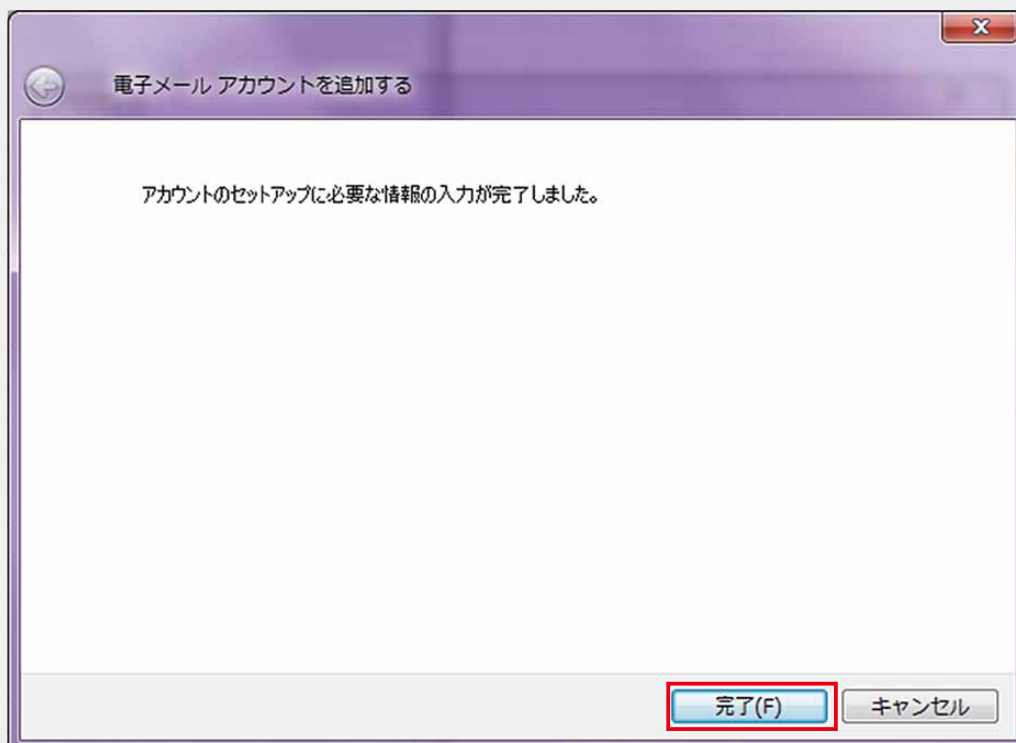 電子メール アカウントを追加する
アカウントのセットアップに必要な情報の入力が完了しました。
完了(F)
キャンセル